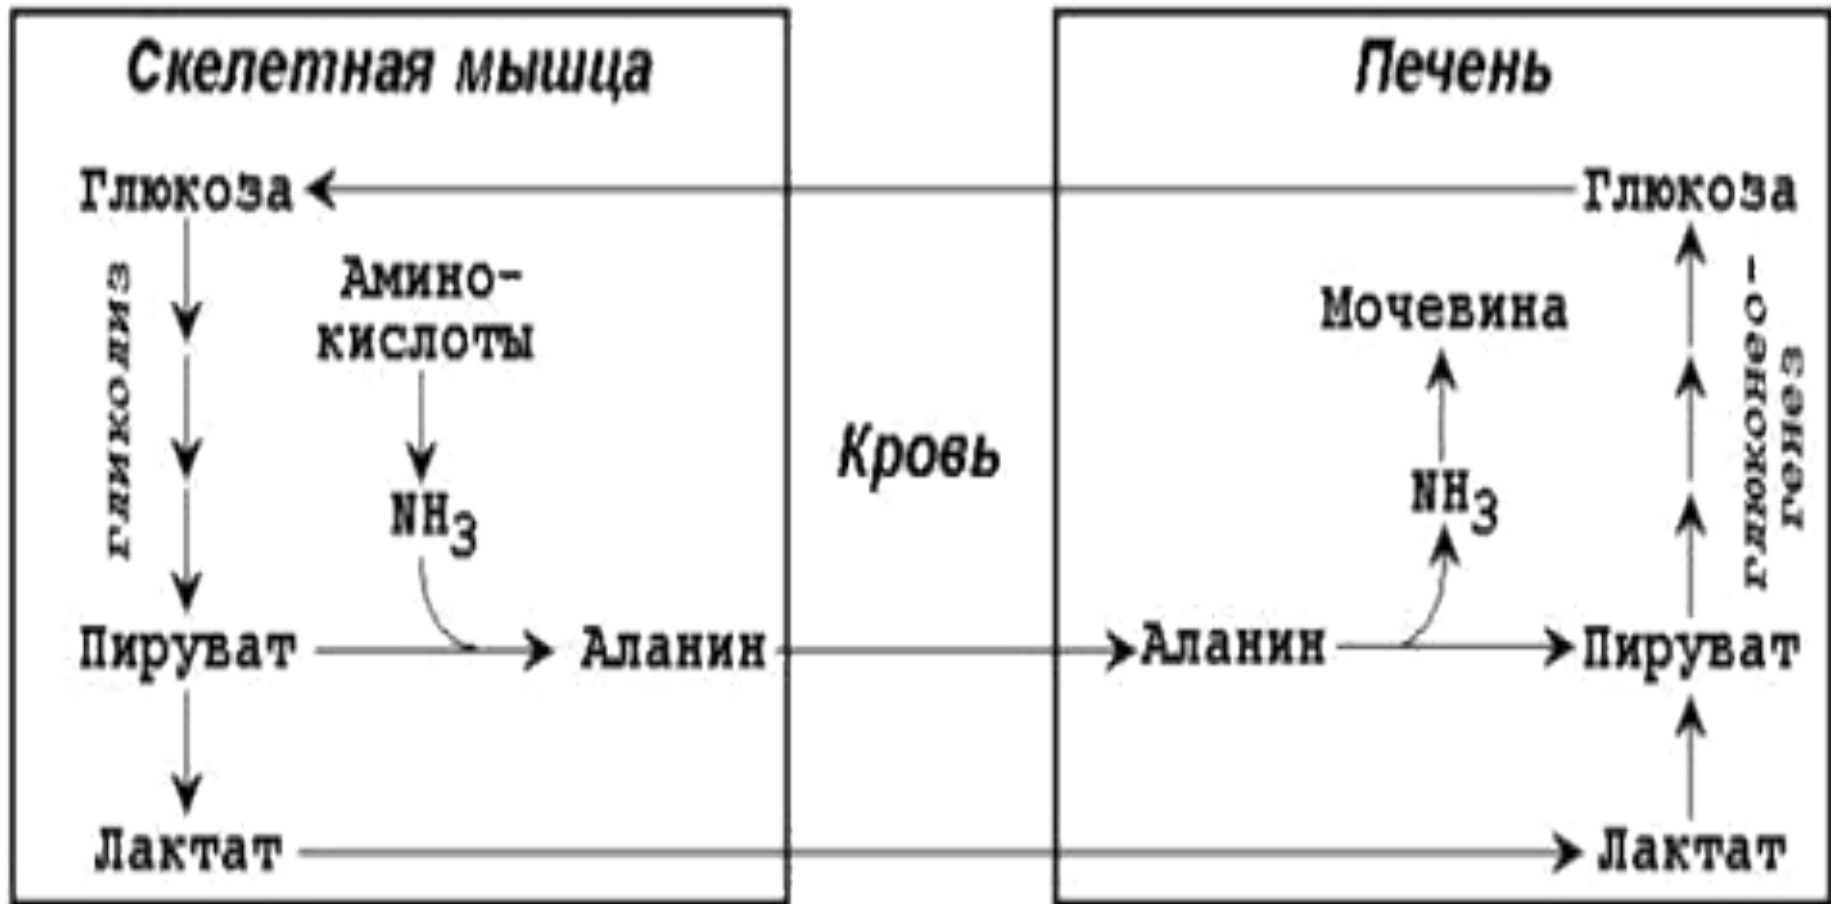 Скелетная мышца
Печень
Глюкоза
Глюкоза
гликолиз
Амино-
кислоты
Мочевина
глюконео-
генез
Кровь
NH3
NH3
Пируват
Аланин
Аланин
Пируват
Лактат
Лактат